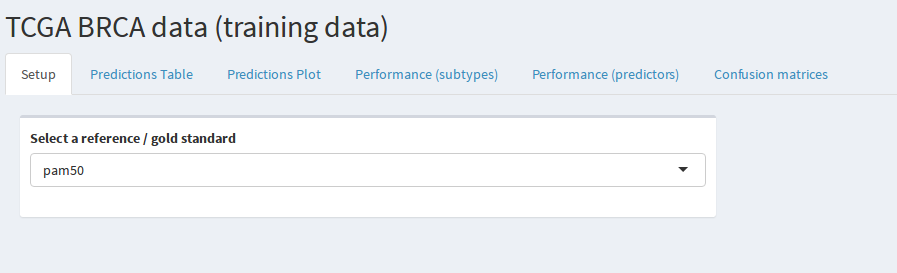 TCGA BRCA data (training data)
Setup Predictions Table Predictions Plot Performance (subtypes) Performance (predictors) Confusion matrices
Select a reference / gold standard
pam50